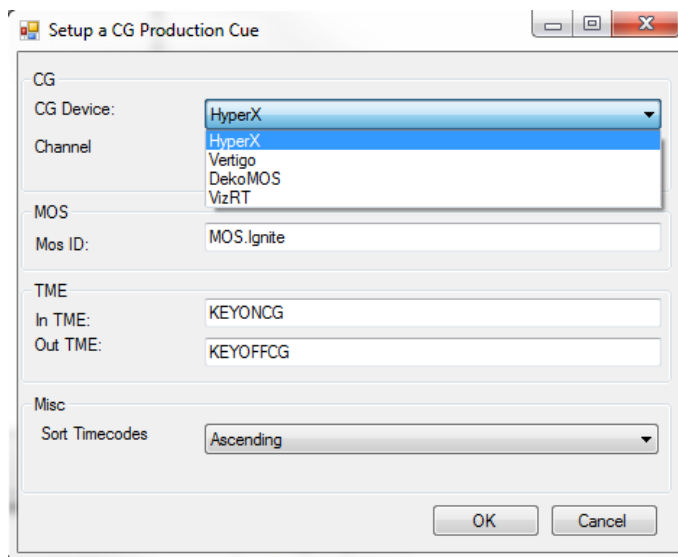 Setup a CG Production Cue
CG
CG Device:
HyperX
HyperX
Channel
Vertigo
DekoMOS
VizRT
MOS
Mos ID:
MOS.Ignite
TME
In TME:
KEYONCG
Out TME:
KEYOFFCG
Misc
Sort Timecodes
Ascending
OK
Cancel